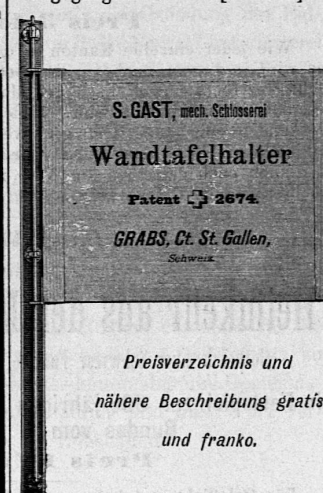 S. GAST, mech. Schlosserei
Wandtafelhalter
Patent ✚ 2674.
GRABS, Ct. St. Gallen,
Schweiz
Preisverzeichnis und
nähere Beschreibung gratis
und franko.